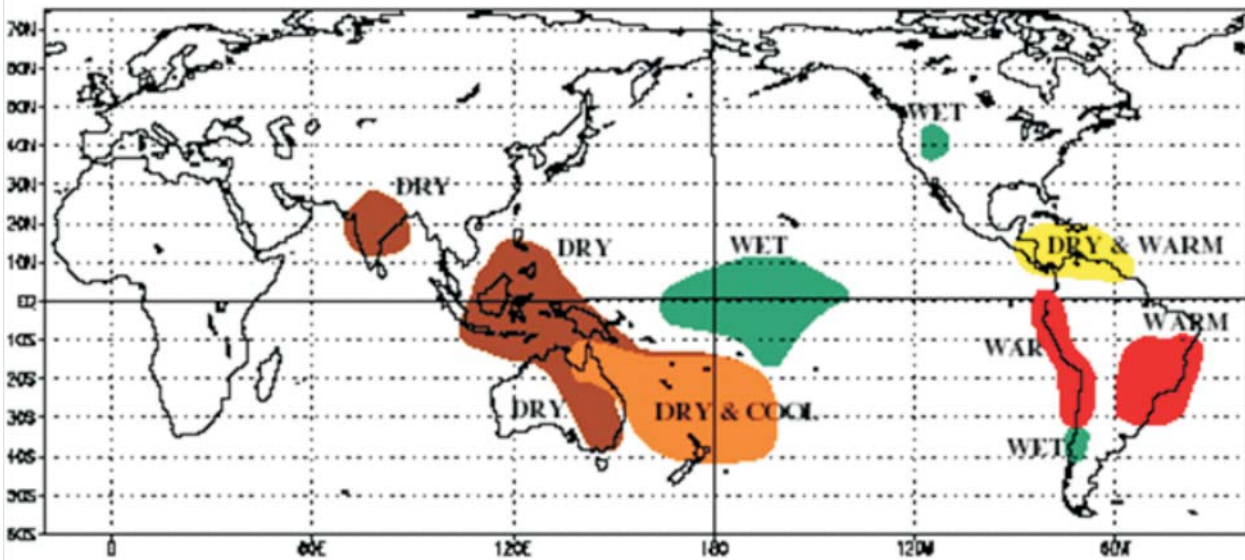 70N
60N
50N
WET
40N
30N
DRY
20N
DRY
WET
DRY & WARM
10N
EQ
WARM
10S
WAR
20S
DRY
DRY & COOL
30S
WET
40S
50S
60S
0
60E
120E
180
120W
60W